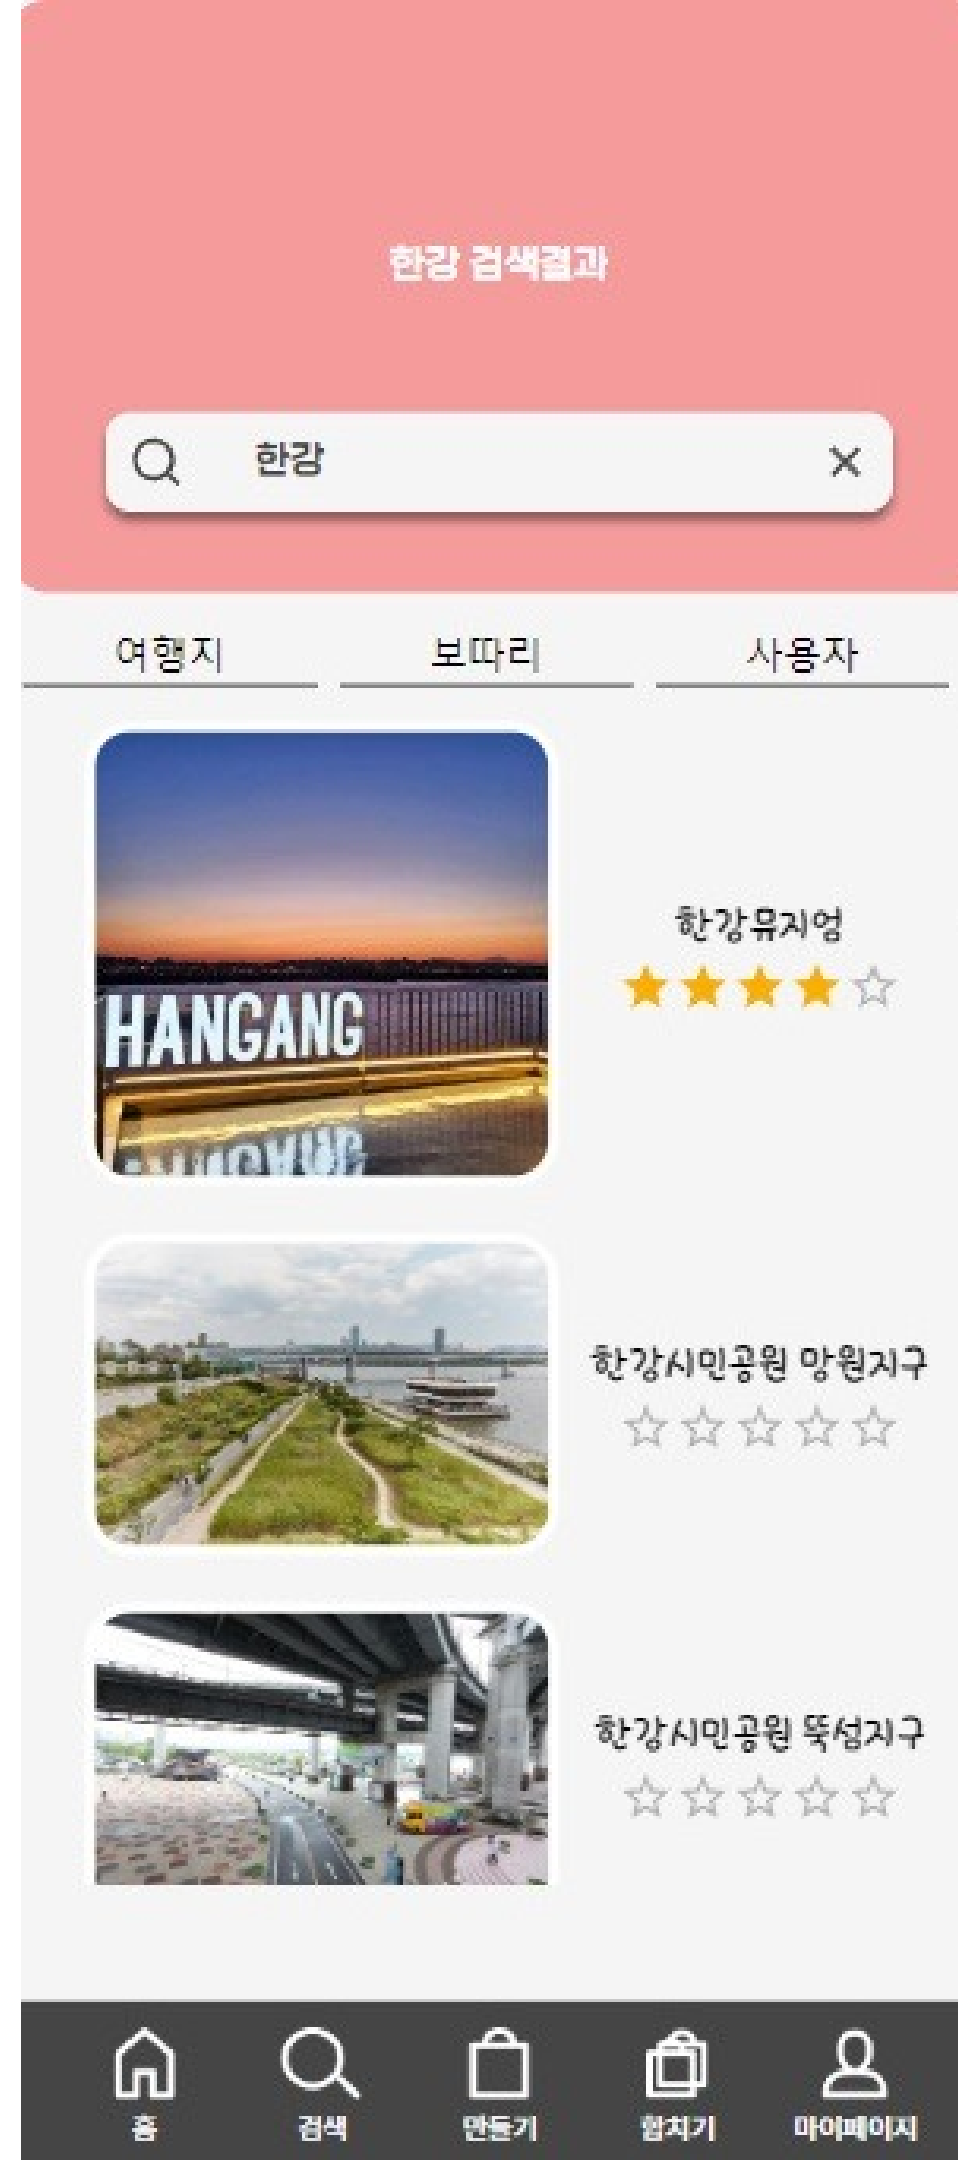 한강 검색결과
한강
여행지 보따리 사용자
HANGANG
한강뮤지엄
한강시민공원 망원지구
한강시민공원 뚝섬지구
홈 검색 만들기 합치기 마이페이지